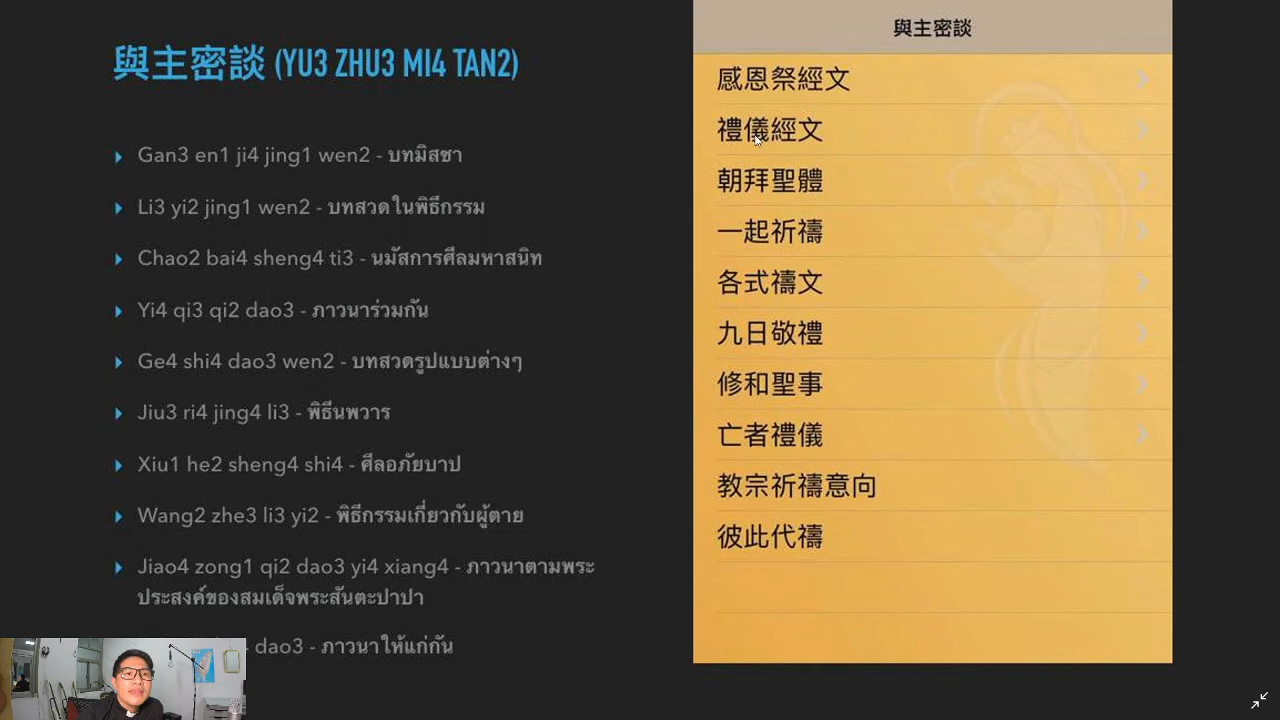 與主密談 (YU3 ZHU3 MI4 TAN2)
Gan3 en1 ji4 jing1 wen2 - บทมิสซา
Li3 yi2 jing1 wen2 - บทสวดในพิธีกรรม
Chao2 bai4 sheng4 ti3 - นมัสการศีลมหาสนิท
Yi4 qi3 qi2 dao3 - ภาวนาร่วมกัน
Ge4 shi4 dao3 wen2 - บทสวดรูปแบบต่างๆ
Jiu3 ri4 jing4 li3 - พิธีนพวาร
Xiu1 he2 sheng4 shi4 - ศีลอภัยบาป
Wang2 zhe3 li3 yi2 - พิธีกรรมเกี่ยวกับผู้ตาย
Jiao4 zong1 qi2 dao3 yi4 xiang4 - ภาวนาตามพระ
ประสงค์ของสมเด็จพระสันตะปาปา
dao3 - ภาวนาให้แก่กัน
與主密談
感恩祭經文
禮儀經文
朝拜聖體
一起祈禱
各式禱文
九日敬禮
修和聖事
亡者禮儀
教宗祈禱意向
彼此代禱